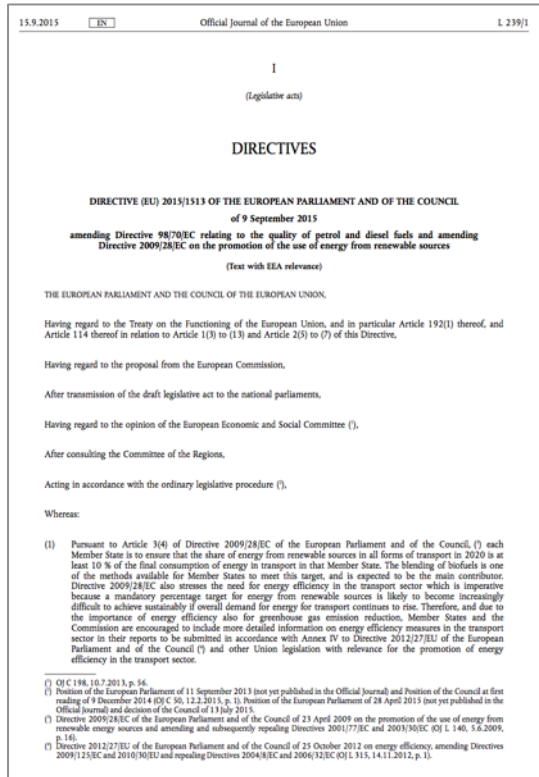 15.9.2015 EN Official Journal of the European Union L 239/1
I
(Legislative acts)
DIRECTIVES
DIRECTIVE (EU) 2015/1513 OF THE EUROPEAN PARLIAMENT AND OF THE COUNCIL
of 9 September 2015
amending Directive 98/70/EC relating to the quality of petrol and diesel fuels and amending
Directive 2009/28/EC on the promotion of the use of energy from renewable sources
(Text with EEA relevance)
THE EUROPEAN PARLIAMENT AND THE COUNCIL OF THE EUROPEAN UNION,
Having regard to the Treaty on the Functioning of the European Union, and in particular Article 192(1) thereof, and
Article 114 thereof in relation to Article 1(3) to (13) and Article 2(5) to (7) of this Directive,
Having regard to the proposal from the European Commission,
After transmission of the draft legislative act to the national parliaments,
Having regard to the opinion of the European Economic and Social Committee (¹),
After consulting the Committee of the Regions,
Acting in accordance with the ordinary legislative procedure (²),
Whereas:
(1) Pursuant to Article 3(4) of Directive 2009/28/EC of the European Parliament and of the Council, (³) each
Member State is to ensure that the share of energy from renewable sources in all forms of transport in 2020 is at
least 10 % of the final consumption of energy in transport in that Member State. The blending of biofuels is one
of the methods available for Member States to meet this target, and is expected to be the main contributor.
Directive 2009/28/EC also stresses the need for energy efficiency in the transport sector which is imperative
because a mandatory percentage target for energy from renewable sources is likely to become increasingly
difficult to achieve sustainably if overall demand for energy for transport continues to rise. Therefore, and due to
the importance of energy efficiency also for greenhouse gas emission reduction, Member States and the
Commission are encouraged to include more detailed information on energy efficiency measures in the transport
sector in their reports to be submitted in accordance with Annex IV to Directive 2012/27/EU of the European
Parliament and of the Council (⁴) and other Union legislation with relevance for the promotion of energy
efficiency in the transport sector.
(¹) OJ C 198, 10.7.2013, p. 56.
(²) Position of the European Parliament of 11 September 2013 (not yet published in the Official Journal) and Position of the Council at first
reading of 9 December 2014 (OJ C 50, 12.2.2015, p. 1). Position of the European Parliament of 28 April 2015 (not yet published in the
Official Journal) and decision of the Council of 13 July 2015.
(³) Directive 2009/28/EC of the European Parliament and of the Council of 23 April 2009 on the promotion of the use of energy from
renewable energy sources and amending and subsequently repealing Directives 2001/77/EC and 2003/30/EC (OJ L 140, 5.6.2009,
p. 16).
(⁴) Directive 2012/27/EU of the European Parliament and of the Council of 25 October 2012 on energy efficiency, amending Directives
2009/125/EC and 2010/30/EU and repealing Directives 2004/8/EC and 2006/32/EC (OJ L 315, 14.11.2012, p. 1).